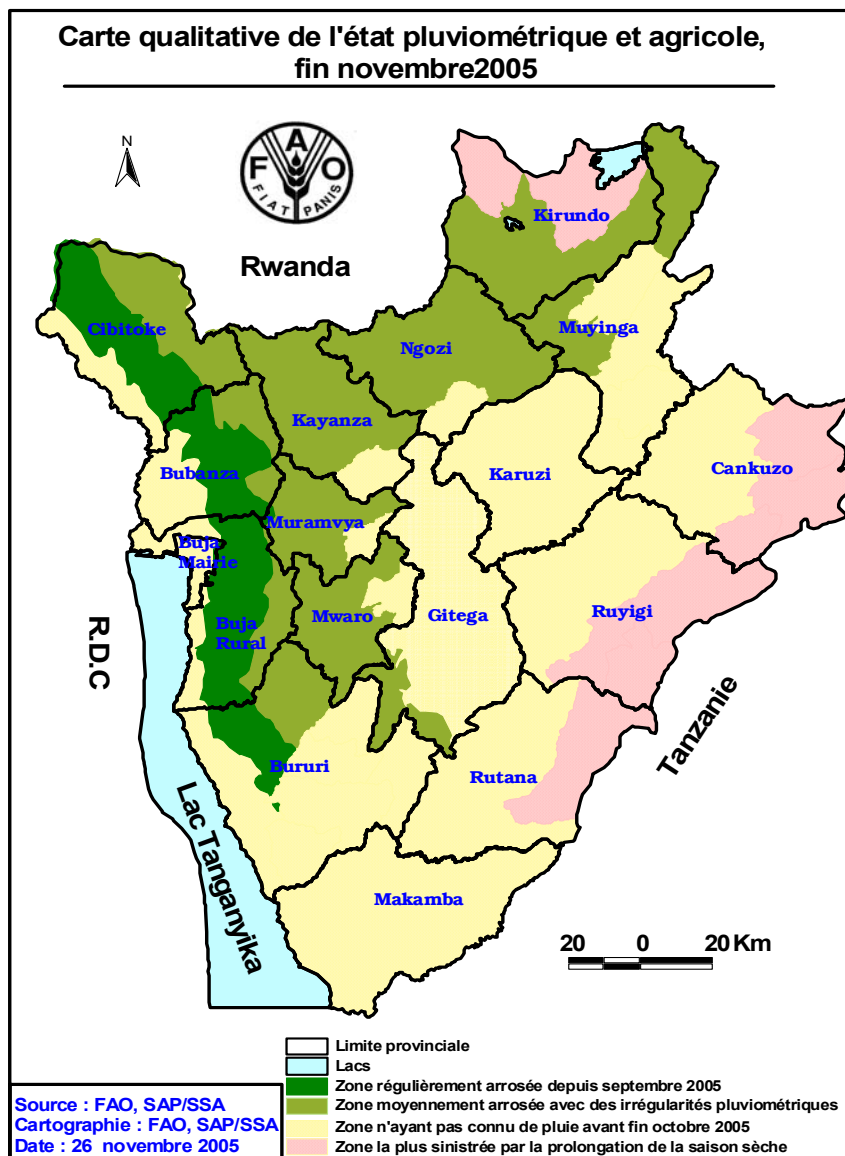 Carte qualitative de l'état pluviométrique et agricole,
fin novembre2005
N
F A O
FIAT PANIS
Kirundo
Rwanda
Cibitoke
Ngozi
Muyinga
Kayanza
Bubanza
Karuzi
Cankuzo
Muramvya
Buja
Mairie
R.D.C
Buja
Rural
Mwaro
Gitega
Ruyigi
Tanzanie
Bururi
Rutana
Lac Tanganyika
Makamba
20 0 20 Km
Limite provinciale
Lacs
Zone régulièrement arrosée depuis septembre 2005
Zone moyennement arrosée avec des irrégularités pluviométriques
Zone n'ayant pas connu de pluie avant fin octobre 2005
Zone la plus sinistrée par la prolongation de la saison sèche
Source : FAO, SAP/SSA
Cartographie : FAO, SAP/SSA
Date : 26 novembre 2005